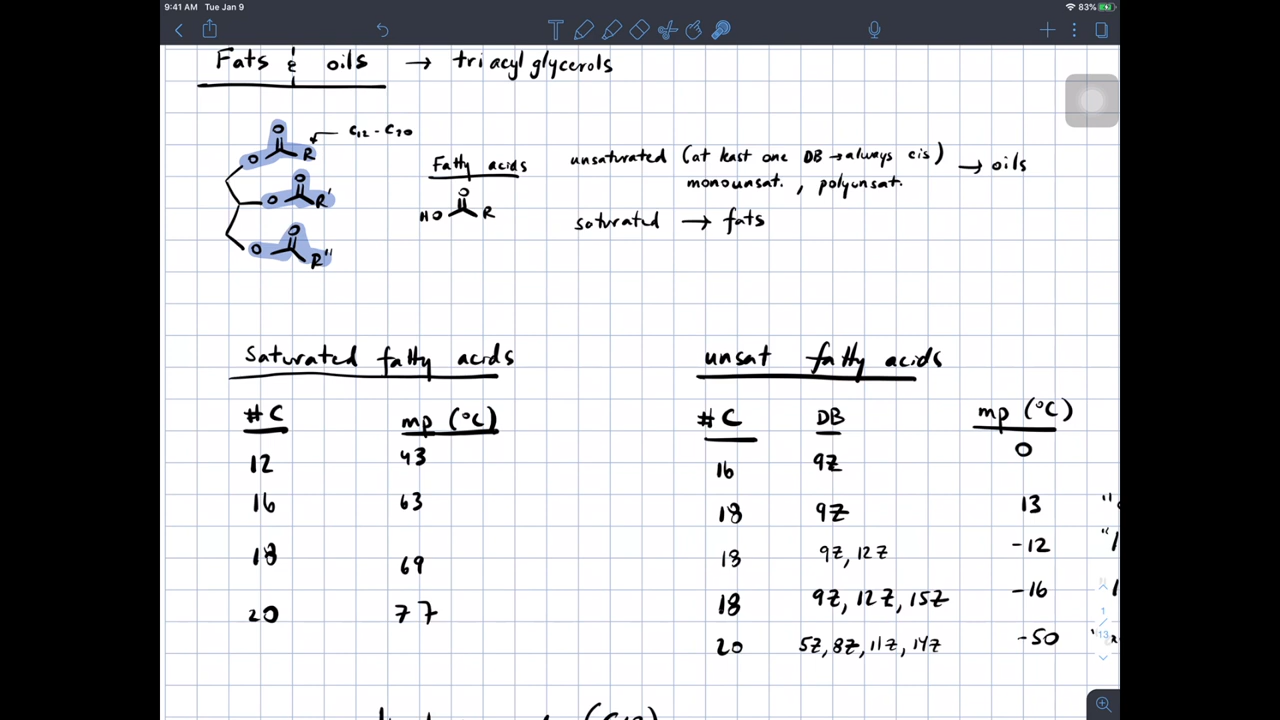 9:41 AM Tue Jan 9
83%
Fats & oils → triacylglycerols
C12 - C20
O
O R
O
O R'
O
O R"
Fatty acids
O
HO R
unsaturated (at least one DB → always cis) → oils
monounsat. , polyunsat.
saturated → fats
Saturated fatty acids
#C mp (°C)
12 43
16 63
18 69
20 77
unsat fatty acids
#C DB mp (°C)
16 9Z 0
18 9Z 13
18 9Z, 12Z -12
18 9Z, 12Z, 15Z -16
20 5Z, 8Z, 11Z, 14Z -50
1
/
13